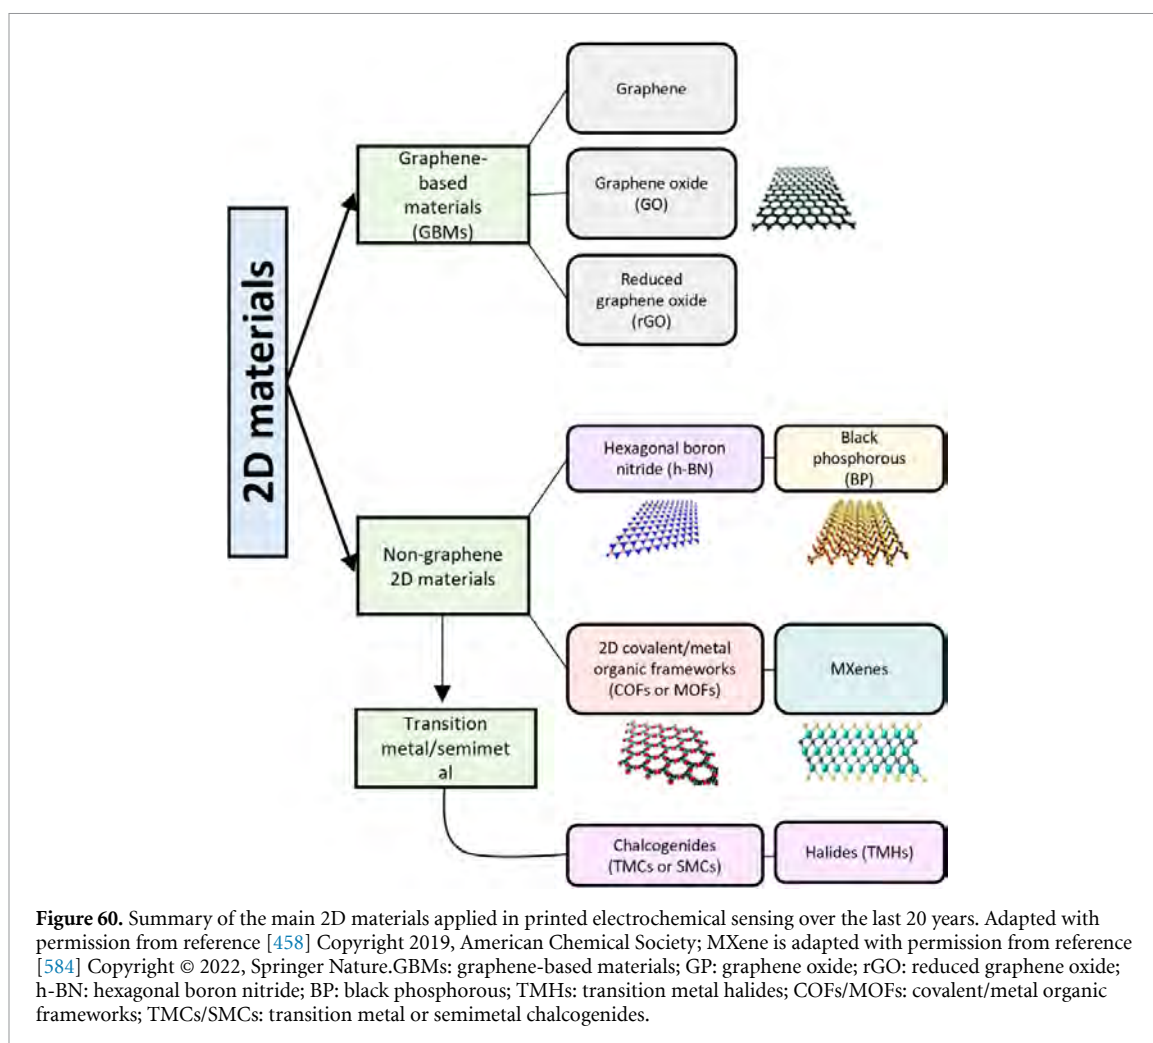 2D materials
Graphene-
based
materials
(GBMs)
Graphene
Graphene oxide
(GO)
Reduced
graphene oxide
(rGO)
Non-graphene
2D materials
Hexagonal boron
nitride (h-BN)
Black
phosphorous
(BP)
2D covalent/metal
organic frameworks
(COFs or MOFs)
MXenes
Transition
metal/semimet
al
Chalcogenides
(TMCs or SMCs)
Halides (TMHs)
Figure 60. Summary of the main 2D materials applied in printed electrochemical sensing over the last 20 years. Adapted with
permission from reference [458] Copyright 2019, American Chemical Society; MXene is adapted with permission from reference
[584] Copyright © 2022, Springer Nature.GBMs: graphene-based materials; GP: graphene oxide; rGO: reduced graphene oxide;
h-BN: hexagonal boron nitride; BP: black phosphorous; TMHs: transition metal halides; COFs/MOFs: covalent/metal organic
frameworks; TMCs/SMCs: transition metal or semimetal chalcogenides.